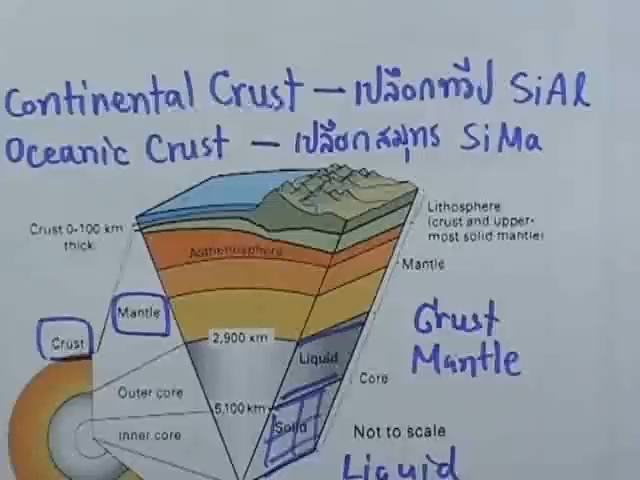 Continental Crust — เปลือกทวีป SiAl
Oceanic Crust — เปลือกสมุทร SiMa
Crust 0-100 km
thick
Lithosphere
(crust and upper-
most solid mantle)
Asthenosphere
Mantle
Mantle
Crust
2,900 km
Liquid
Crust
Mantle
Core
Outer core
5,100 km
Inner core
Solid
Not to scale
Liquid